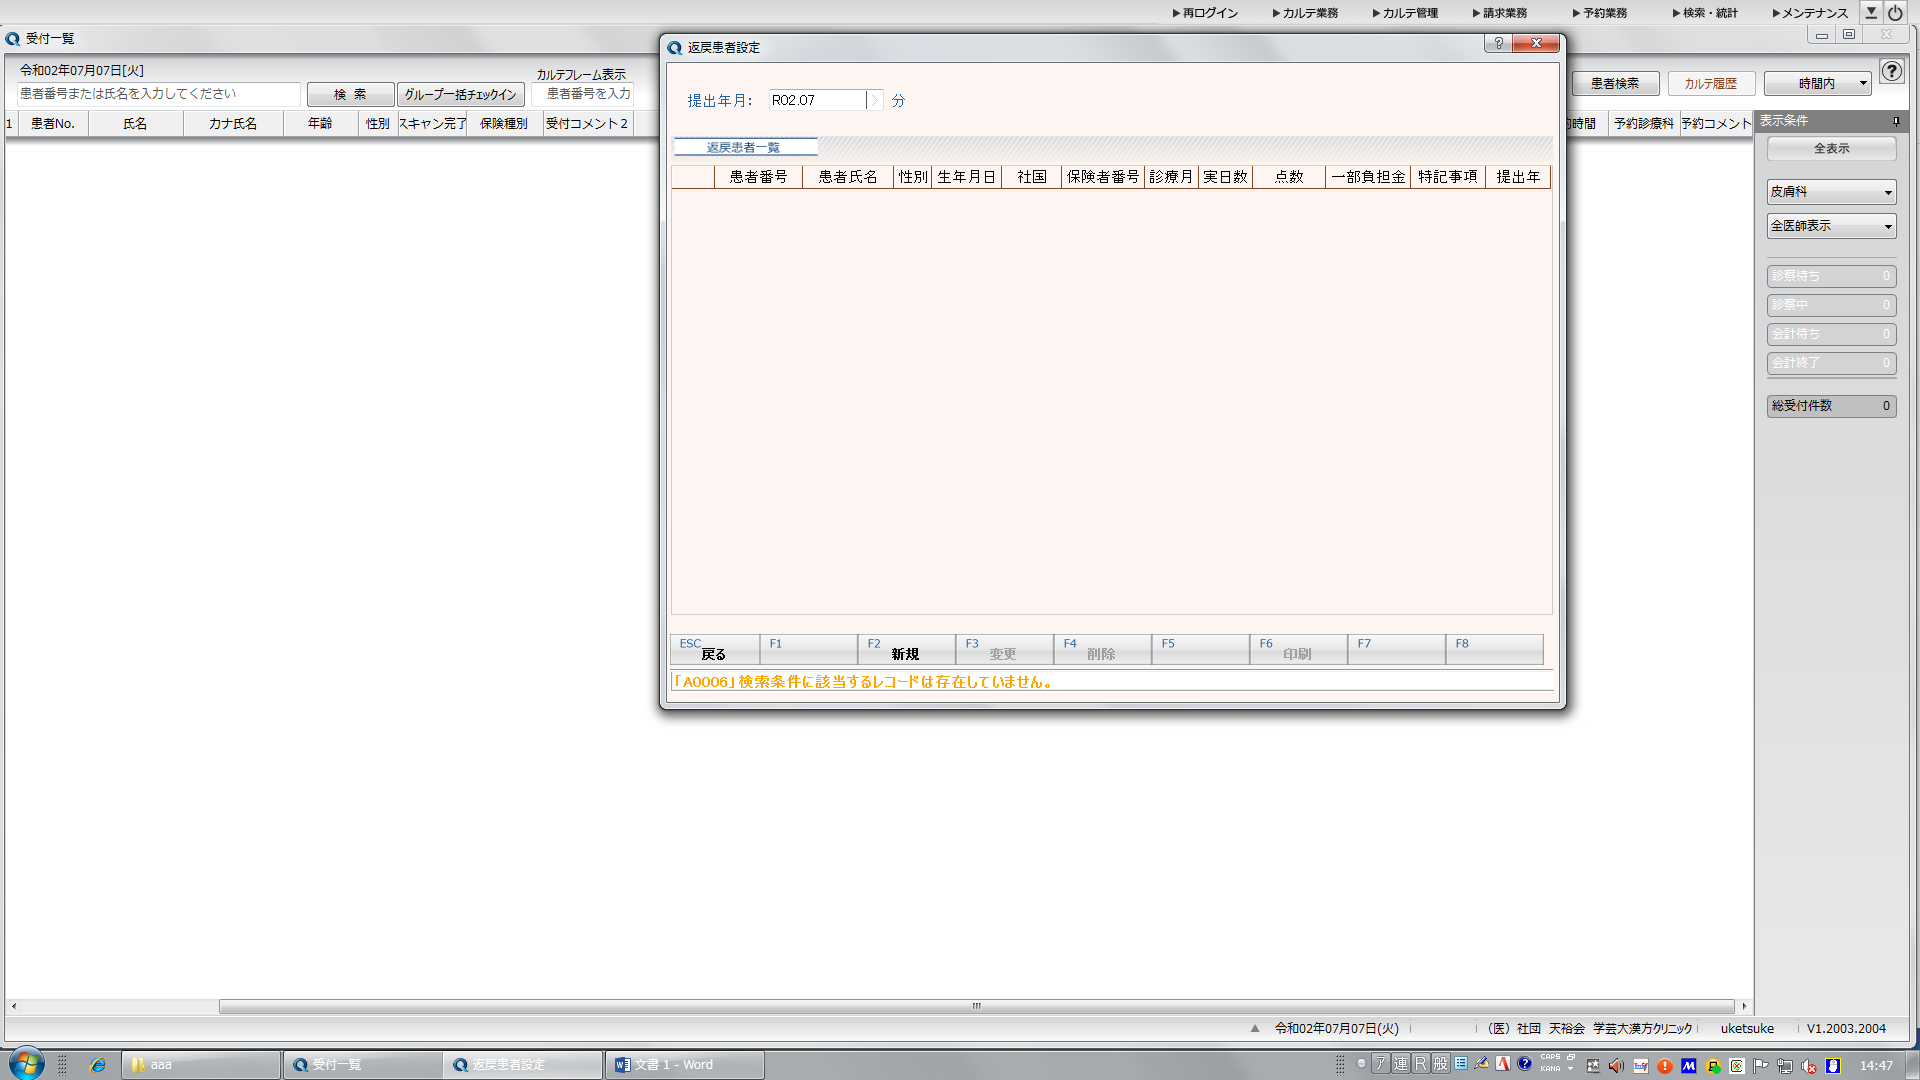 ▶再ログイン ▶カルテ業務 ▶カルテ管理 ▶請求業務 ▶予約業務 ▶検索・統計 ▶メンテナンス
受付一覧
令和02年07月07日[火]
患者番号または氏名を入力してください
検 索
グループ一括チェックイン
カルテフレーム表示
患者番号を入力
患者検索
カルテ履歴
時間内
1 患者No. 氏名 カナ氏名 年齢 性別 スキャン完了 保険種別 受付コメント2
約時間 予約診療科 予約コメント
返戻患者設定
提出年月: R02.07 分
返戻患者一覧
患者番号 患者氏名 性別 生年月日 社国 保険者番号 診療月 実日数 点数 一部負担金 特記事項 提出年
ESC 戻る
F1
F2 新規
F3 変更
F4 削除
F5
F6 印刷
F7
F8
「A0006」検索条件に該当するレコードは存在していません。
表示条件
全表示
皮膚科
全医師表示
診察待ち 0
診察中 0
会計待ち 0
会計終了 0
総受付件数 0
令和02年07月07日(火)
(医)社団 天裕会 学芸大漢方クリニック
uketsuke
V1.2003.2004
aaa
受付一覧
返戻患者設定
文書 1 - Word
ア 連 R 般
CAPS
KANA
14:47